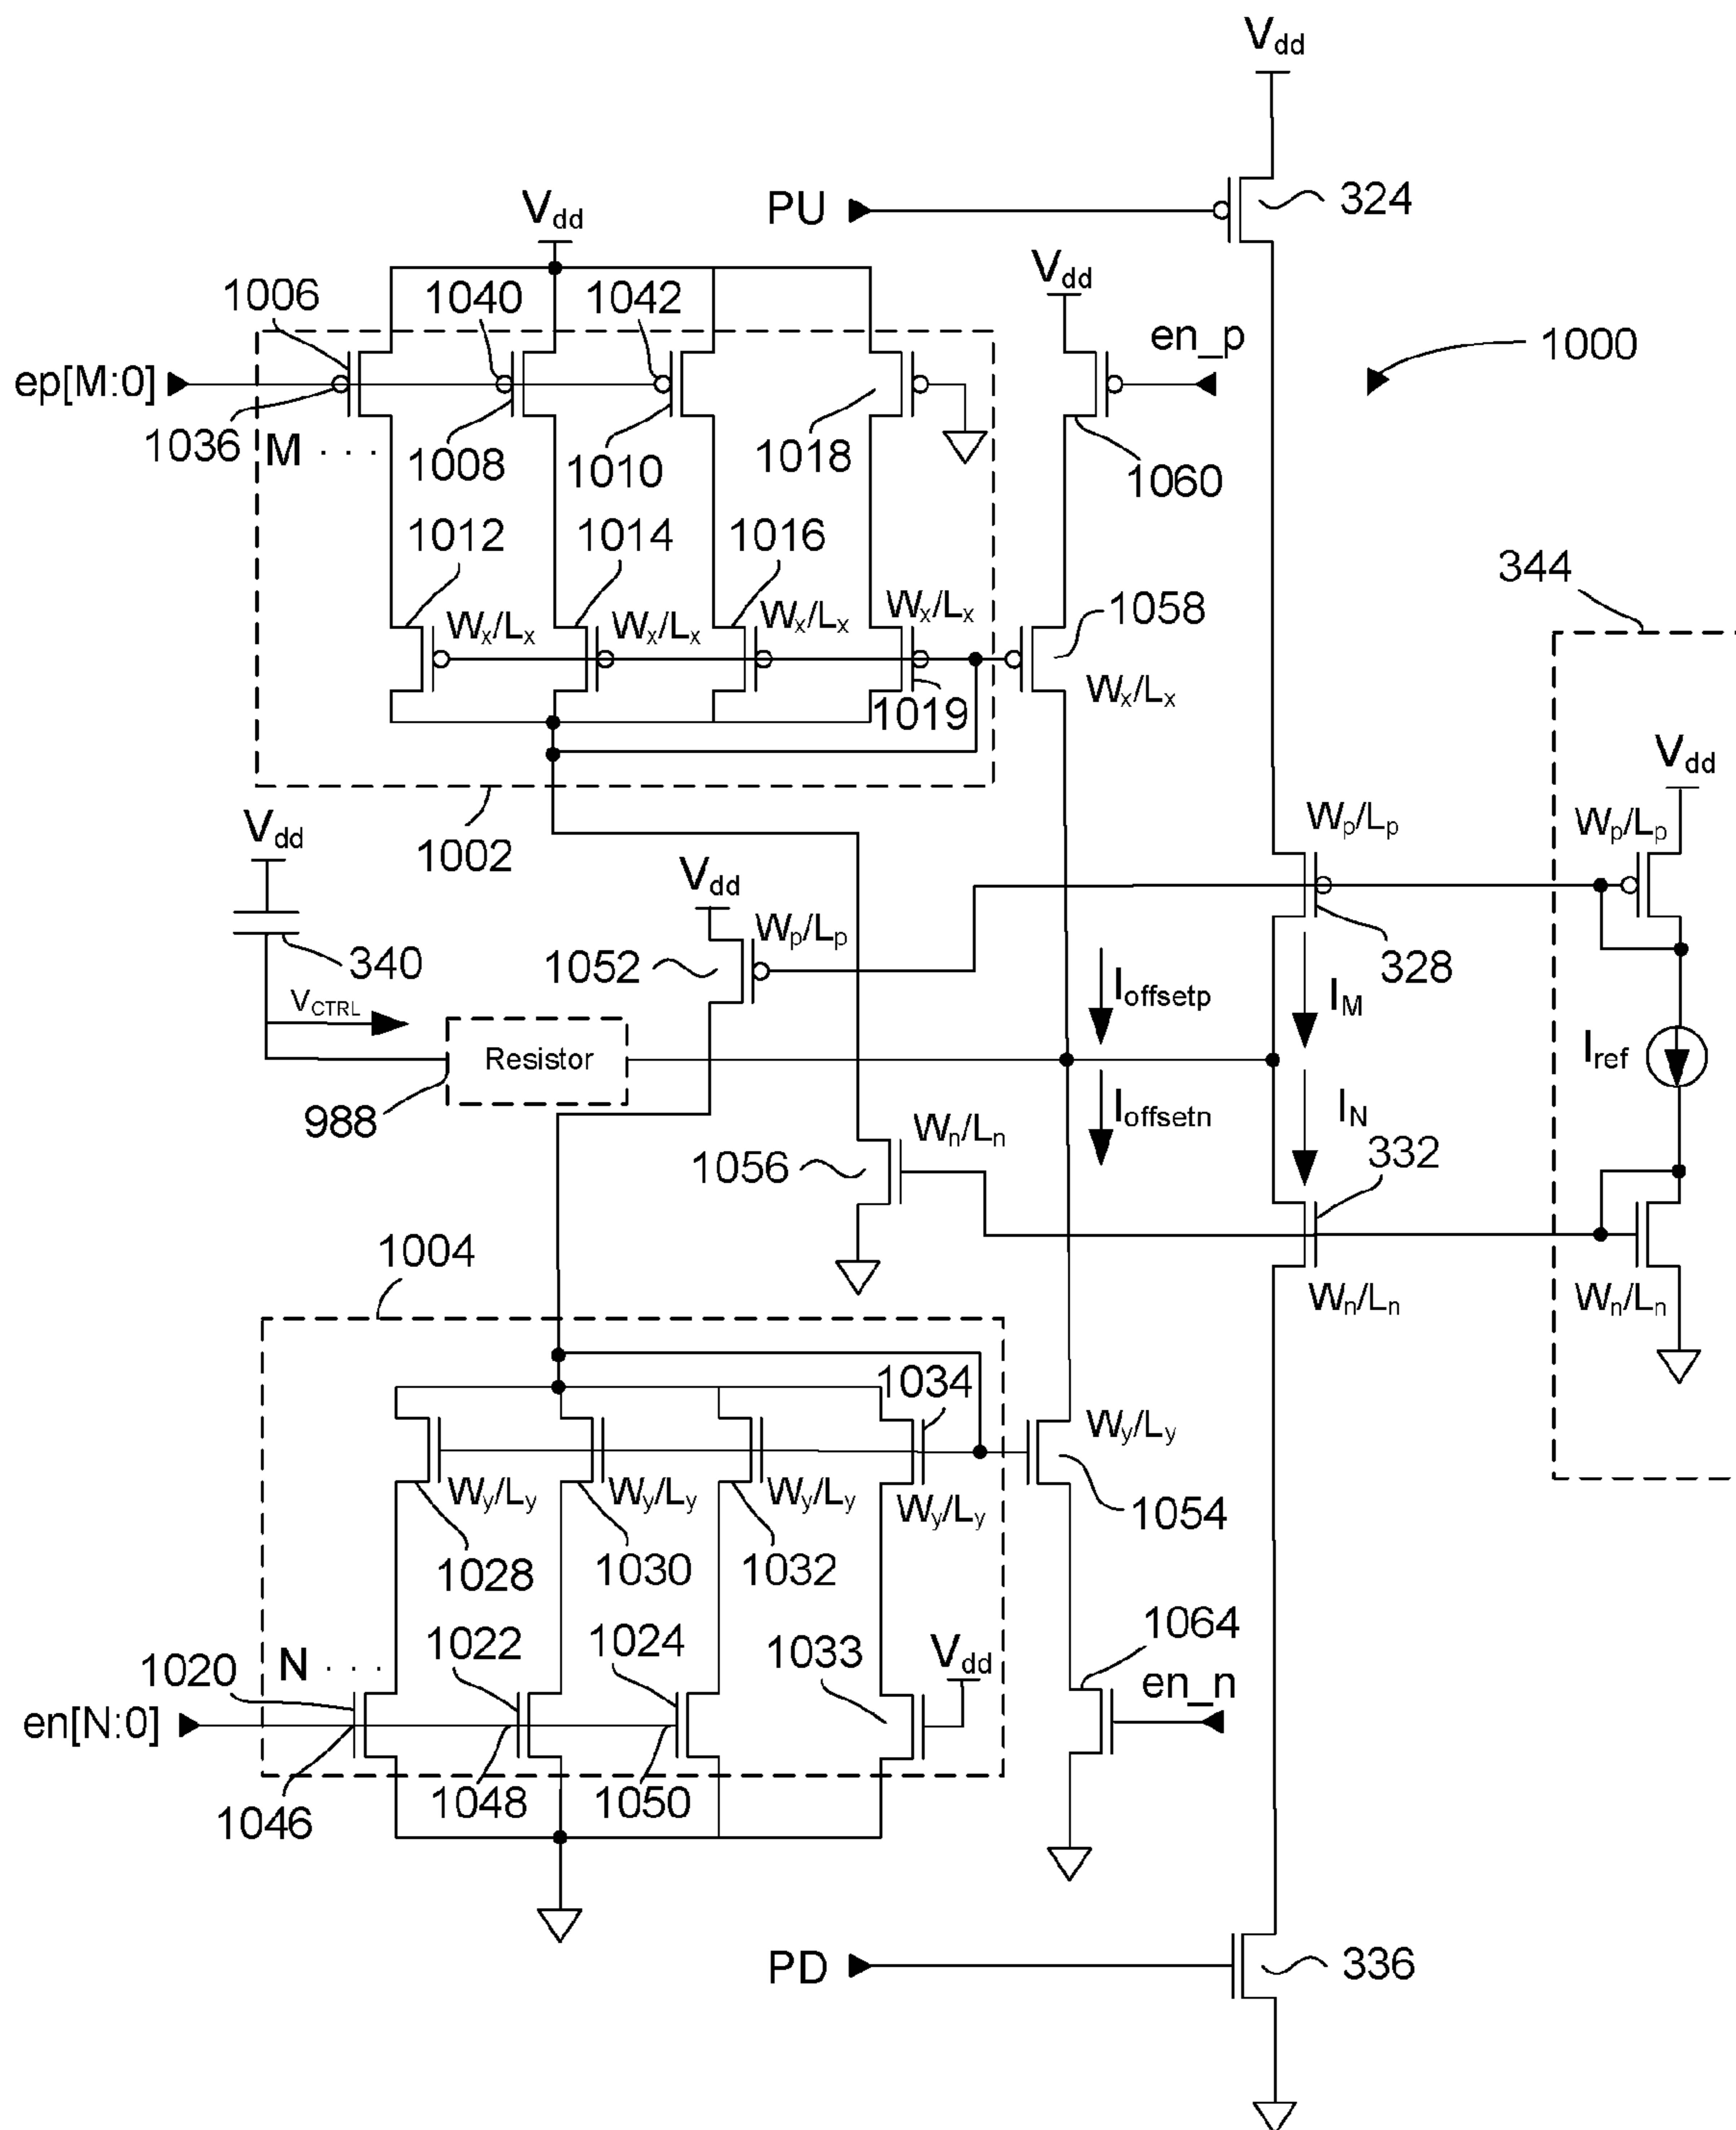 Vdd
PU
324
Vdd
Vdd
1006
1040
1042
en_p
1000
ep[M:0]
1036
M . . .
1008
1010
1018
1060
1012
1014
1016
344
Wx/Lx
Wx/Lx
Wx/Lx
Wx/Lx
1058
1019
Wx/Lx
Vdd
Wp/Lp
Wp/Lp
Vdd
1002
Vdd
Wp/Lp
340
1052
328
VCTRL
Ioffsetp
IM
Resistor
Iref
988
Ioffsetn
IN
Wn/Ln
332
1056
1004
Wn/Ln
Wn/Ln
1034
Wy/Ly
Wy/Ly
Wy/Ly
Wy/Ly
Wy/Ly
1054
1028
1030
1032
1064
1022
1024
1033
Vdd
1020
N . . .
en_n
en[N:0]
1046
1048
1050
PD
336